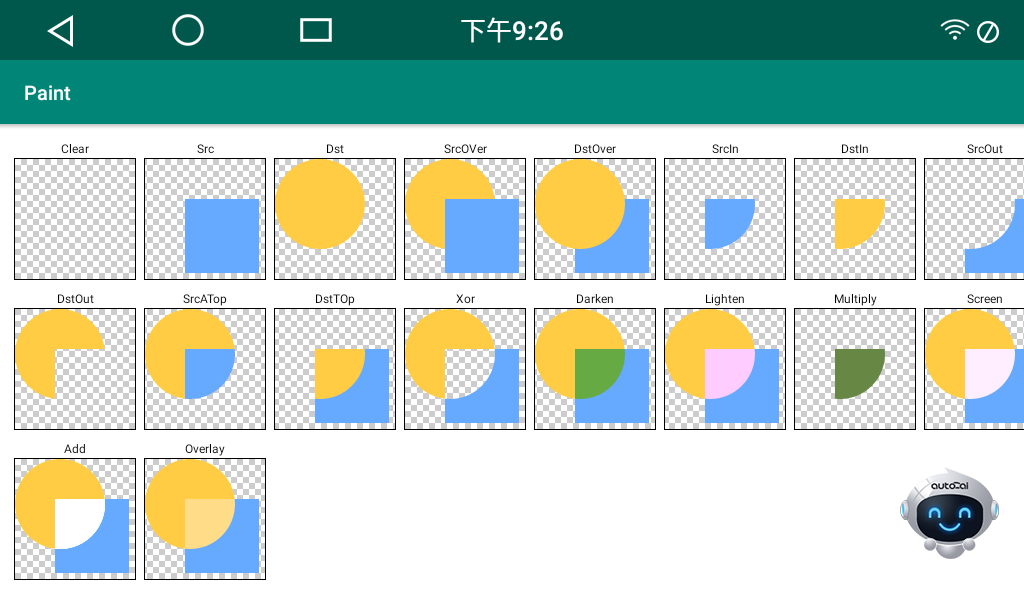 下午9:26
Paint
Clear Src Dst SrcOVer DstOver SrcIn DstIn SrcOut
DstOut SrcATop DstTOp Xor Darken Lighten Multiply Screen
Add Overlay
autoai